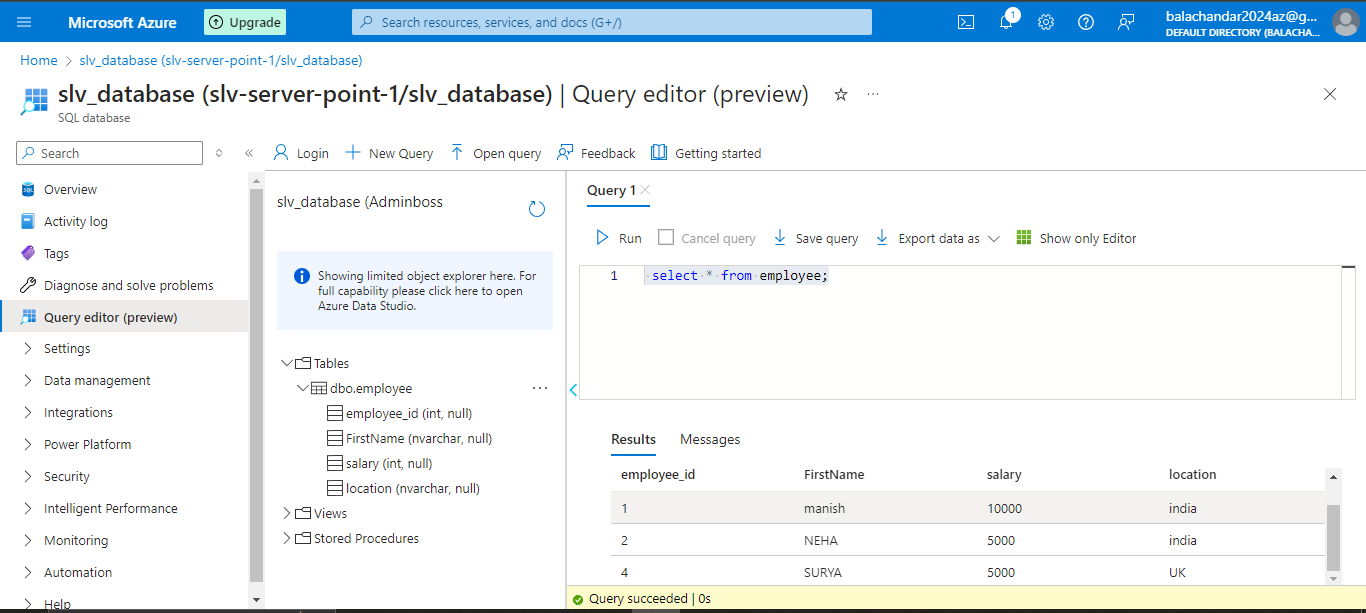 Microsoft Azure
Upgrade
Search resources, services, and docs (G+/)
1
balachandar2024az@g...
DEFAULT DIRECTORY (BALACHA...
Home > slv_database (slv-server-point-1/slv_database)
slv_database (slv-server-point-1/slv_database) | Query editor (preview)
SQL database
Search
Overview
Activity log
Tags
Diagnose and solve problems
Query editor (preview)
Settings
Data management
Integrations
Power Platform
Security
Intelligent Performance
Monitoring
Automation
Help
Login
New Query
Open query
Feedback
Getting started
slv_database (Adminboss
Showing limited object explorer here. For
full capability please click here to open
Azure Data Studio.
Tables
dbo.employee
employee_id (int, null)
FirstName (nvarchar, null)
salary (int, null)
location (nvarchar, null)
Views
Stored Procedures
Query 1
Run
Cancel query
Save query
Export data as
Show only Editor
1 select * from employee;
Results Messages
employee_id FirstName salary location
1 manish 10000 india
2 NEHA 5000 india
4 SURYA 5000 UK
Query succeeded | 0s